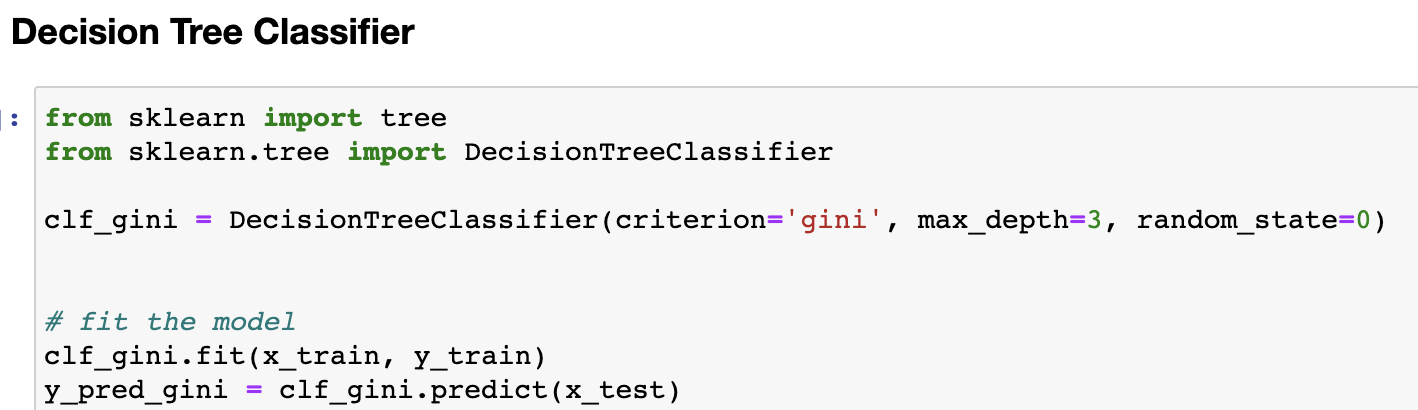 Decision Tree Classifier
]:
from sklearn import tree
from sklearn.tree import DecisionTreeClassifier
clf_gini = DecisionTreeClassifier(criterion='gini', max_depth=3, random_state=0)
# fit the model
clf_gini.fit(x_train, y_train)
y_pred_gini = clf_gini.predict(x_test)